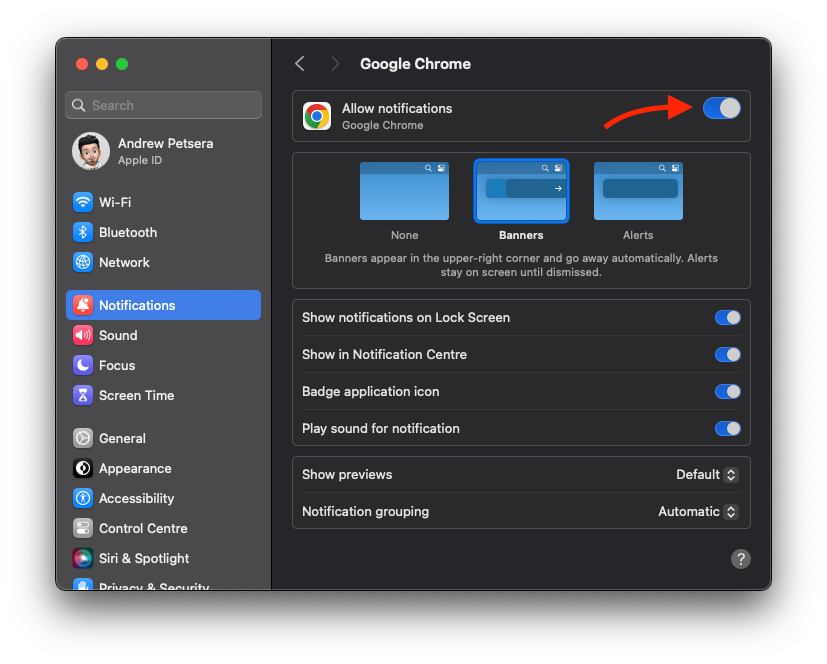 Search
Andrew Petsera
Apple ID
Wi-Fi
Bluetooth
Network
Notifications
Sound
Focus
Screen Time
General
Appearance
Accessibility
Control Centre
Siri & Spotlight
Privacy & Security
Google Chrome
Allow notifications
Google Chrome
None
Banners
Alerts
Banners appear in the upper-right corner and go away automatically. Alerts
stay on screen until dismissed.
Show notifications on Lock Screen
Show in Notification Centre
Badge application icon
Play sound for notification
Show previews Default
Notification grouping Automatic
?